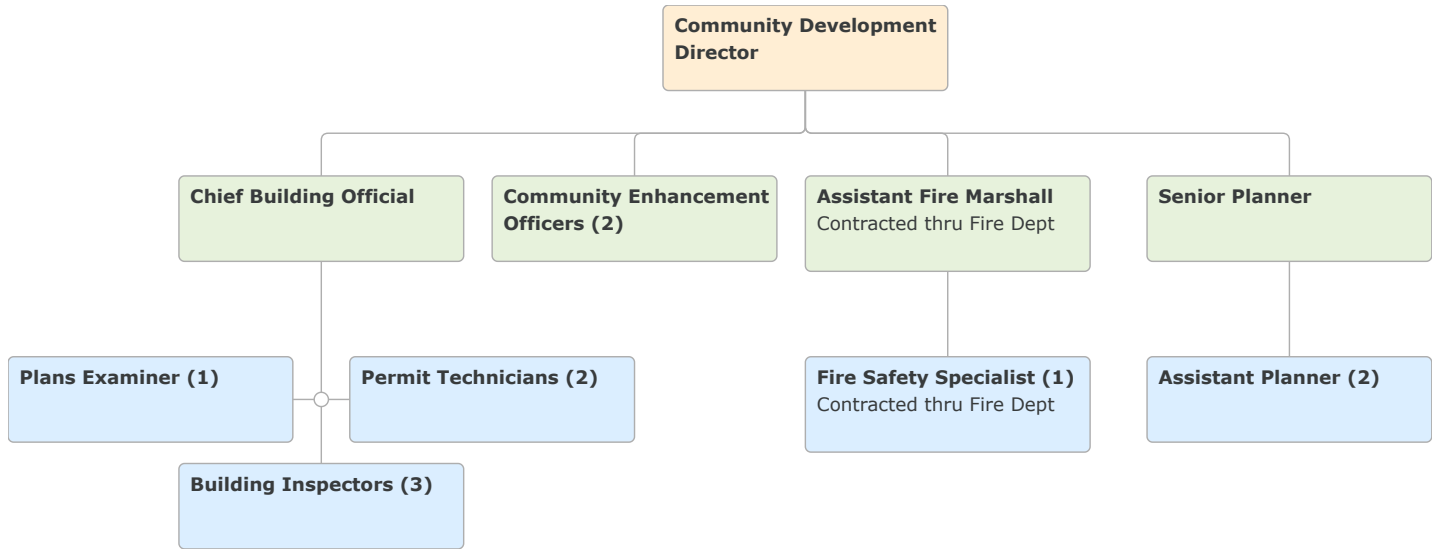 Community Development
Director
Chief Building Official
Community Enhancement
Officers (2)
Assistant Fire Marshall
Contracted thru Fire Dept
Senior Planner
Plans Examiner (1)
Permit Technicians (2)
Fire Safety Specialist (1)
Contracted thru Fire Dept
Assistant Planner (2)
Building Inspectors (3)